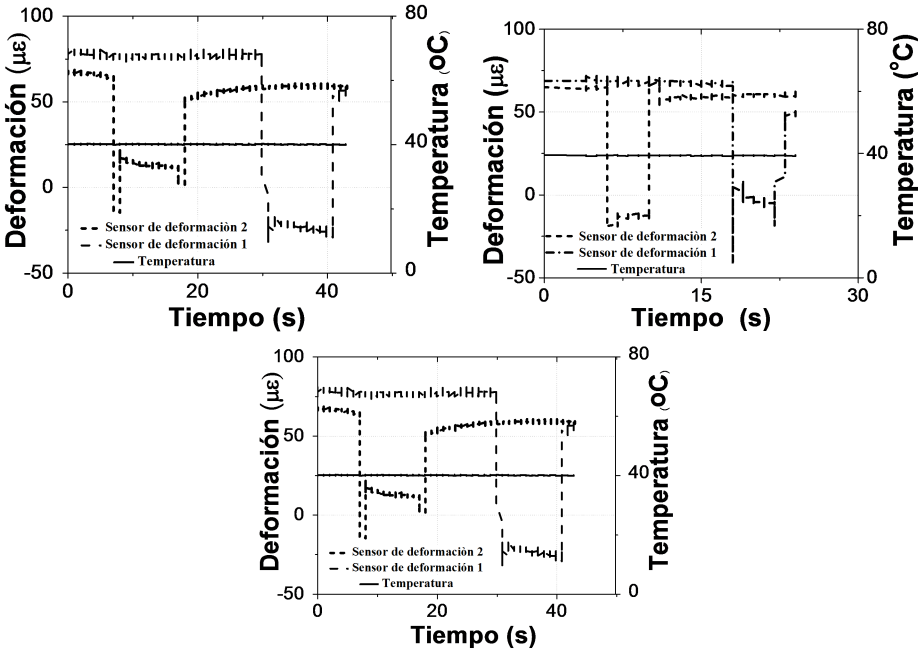 100
50
0
-50
Deformación (με)
80
40
0
Temperatura (oC)
Sensor de deformaciòn 2
Sensor de deformación 1
Temperatura
0
20
40
Tiempo (s)
100
50
0
-50
Deformación (με)
80
40
0
Temperatura (°C)
Sensor de deformaciòn 2
Sensor de deformación 1
Temperatura
0
15
30
Tiempo (s)
100
50
0
-50
Deformación (με)
80
40
0
Temperatura (oC)
Sensor de deformaciòn 2
Sensor de deformación 1
Temperatura
0
20
40
Tiempo (s)